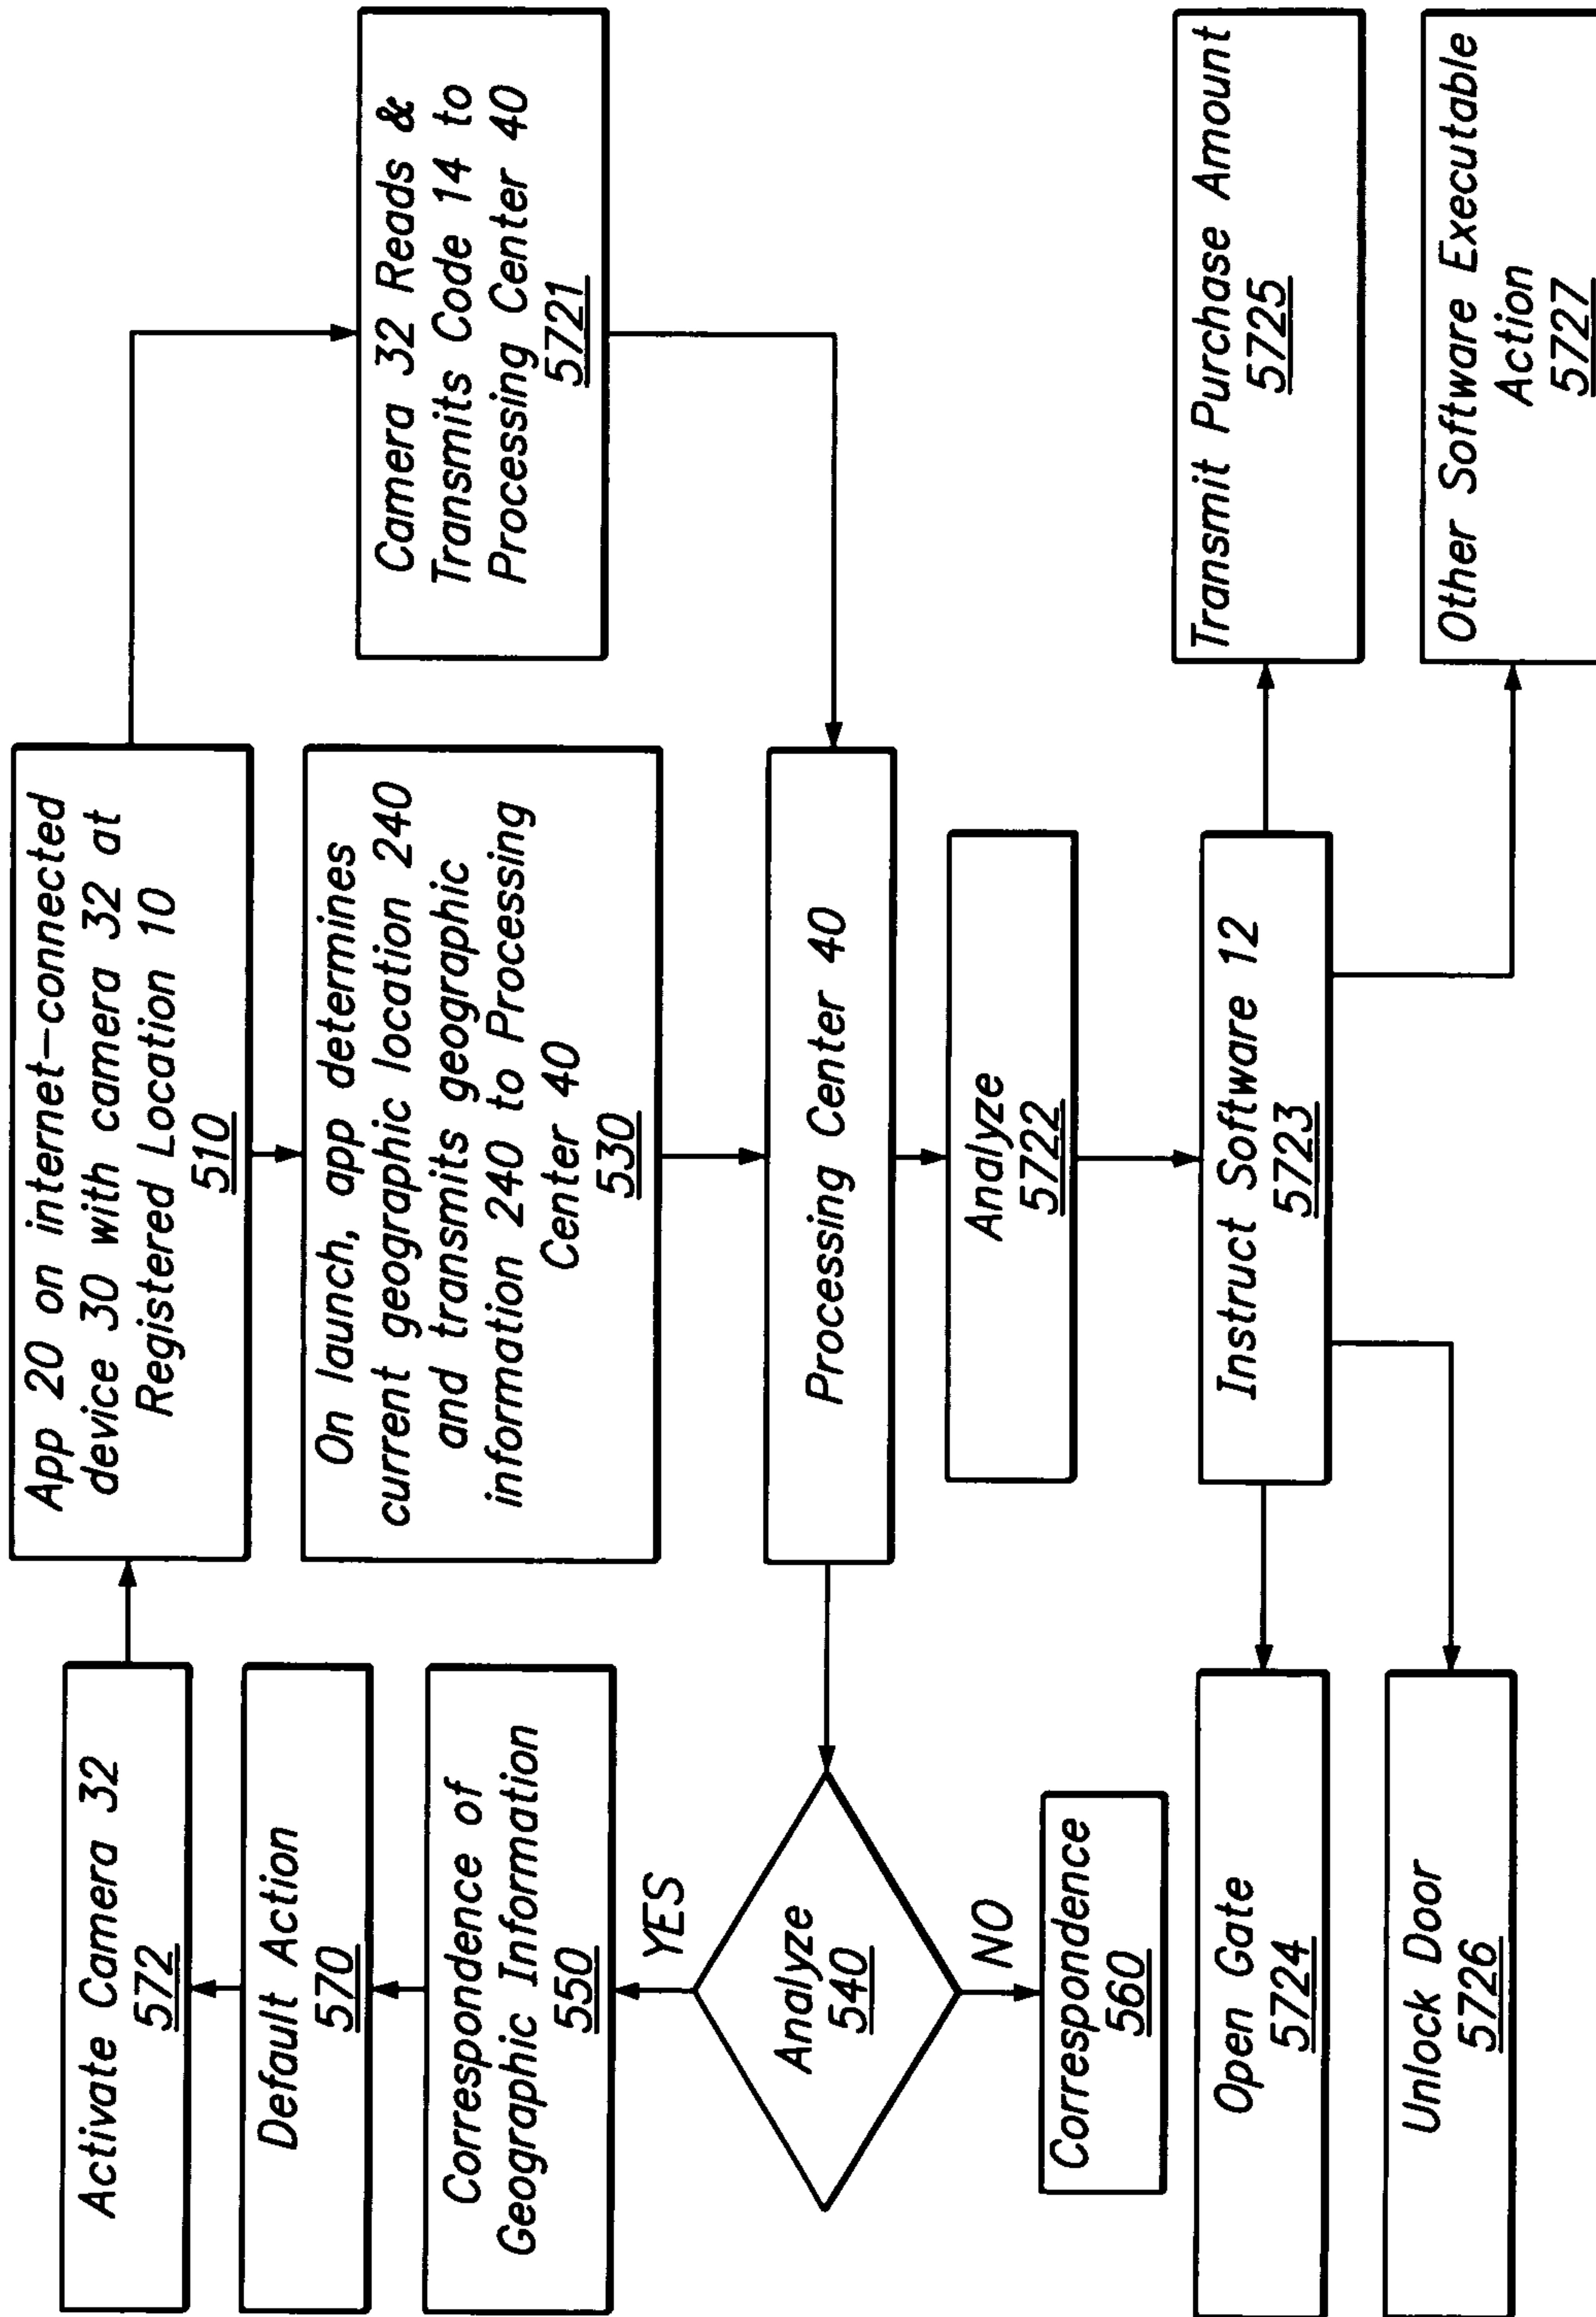 Activate Camera 32
572
Default Action
570
Correspondence of
Geographic Information
550
YES
Analyze
540
NO
Correspondence
560
Open Gate
5724
Unlock Door
5726
App 20 on internet-connected
device 30 with camera 32 at
Registered Location 10
510
On launch, app determines
current geographic location 240
and transmits geographic
information 240 to Processing
Center 40
530
Processing Center 40
Analyze
5722
Instruct Software 12
5723
Camera 32 Reads &
Transmits Code 14 to
Processing Center 40
5721
Transmit Purchase Amount
5725
Other Software Executable
Action
5727